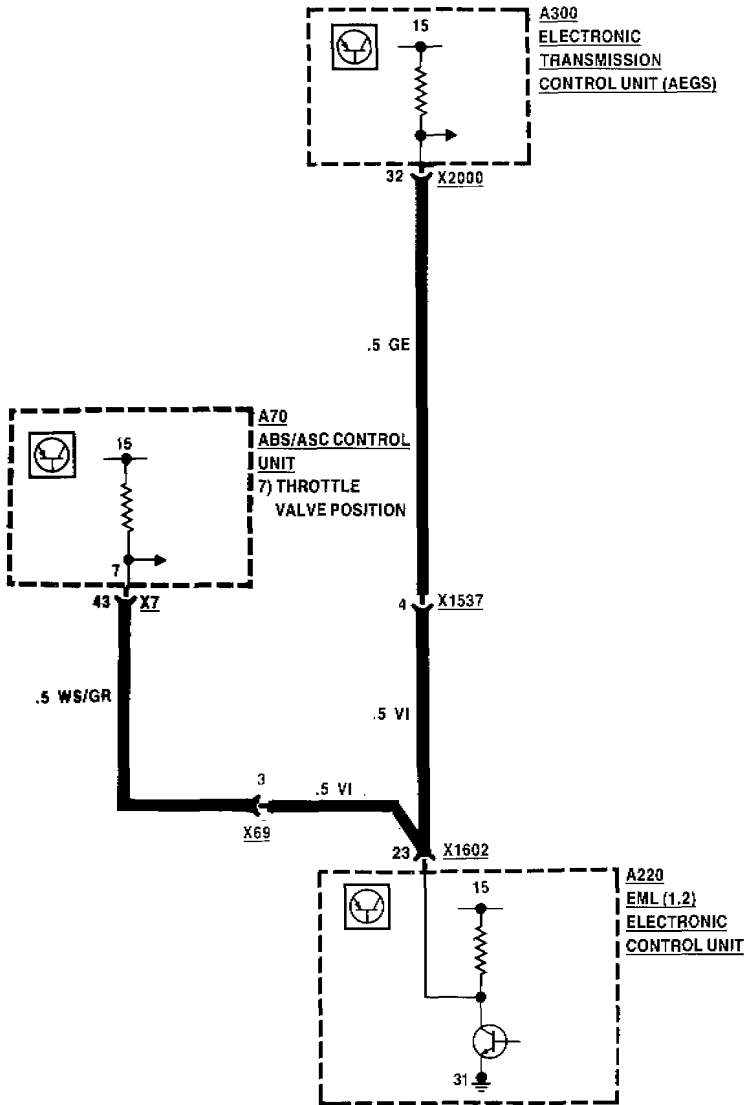 A300
ELECTRONIC
TRANSMISSION
CONTROL UNIT (AEGS)
15
32 X2000
.5 GE
A70
ABS/ASC CONTROL
UNIT
7) THROTTLE
VALVE POSITION
15
7
43 X7
4 X1537
.5 WS/GR
.5 VI
3
.5 VI
X69
23 X1602
A220
EML (1.2)
ELECTRONIC
CONTROL UNIT
15
31